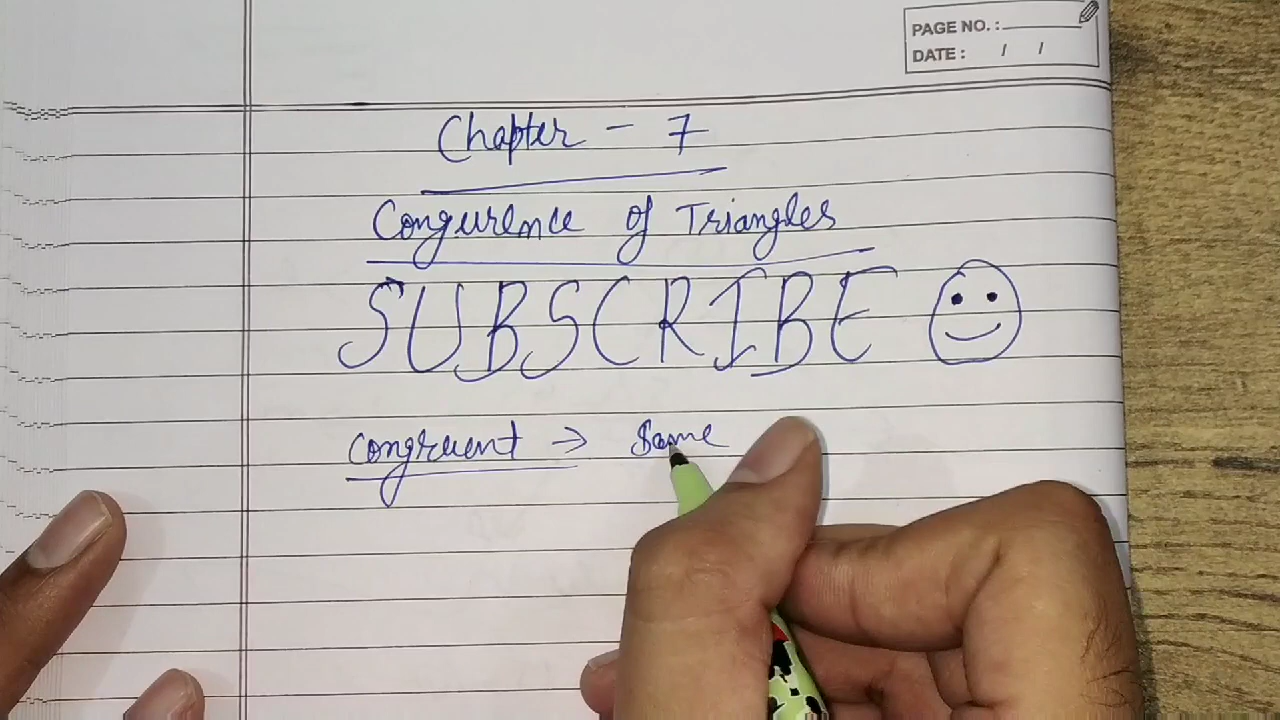 PAGE NO. :
DATE : / /
Chapter - 7
Congurence of Triangles
SUBSCRIBE
Congruent → Same